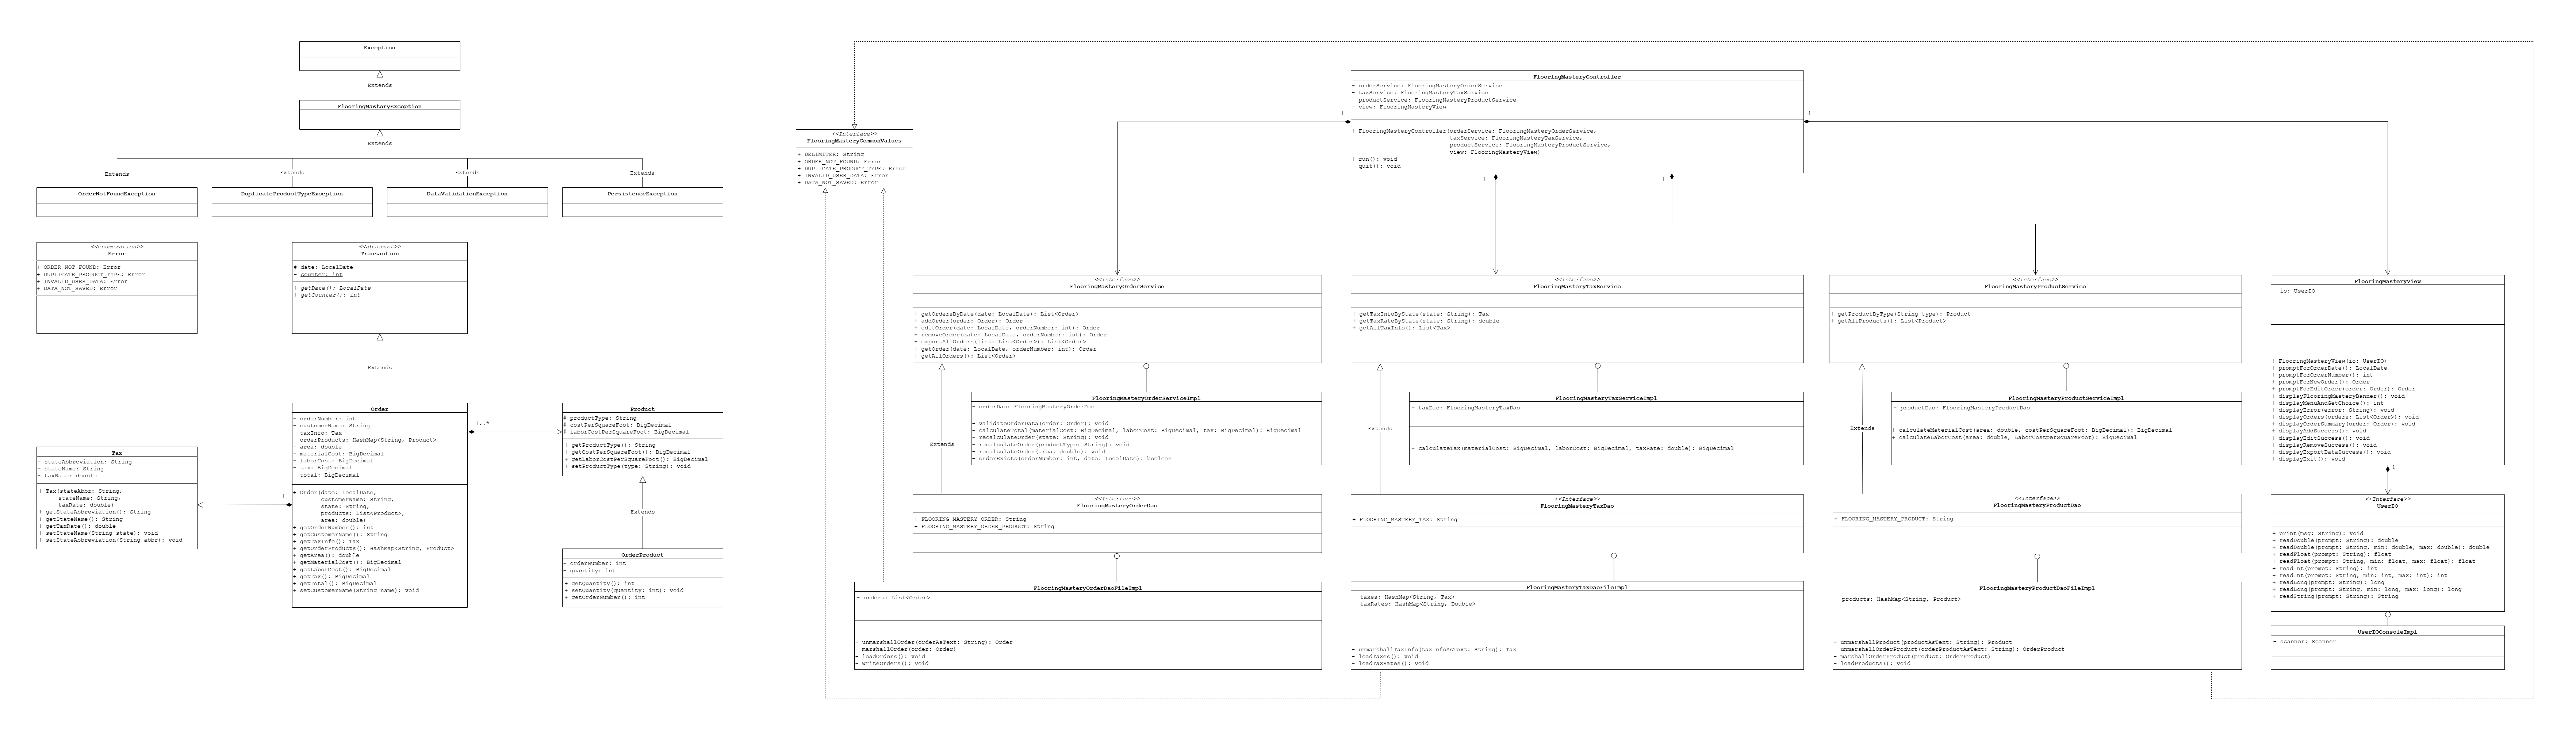 Exception
Extends
FlooringMasteryException
Extends
Extends
Extends
Extends
Extends
OrderNotFoundException
DuplicateProductTypeException
DataValidationException
PersistenceException
<<enumeration>>
Error
+ ORDER_NOT_FOUND: Error
+ DUPLICATE_PRODUCT_TYPE: Error
+ INVALID_USER_DATA: Error
+ DATA_NOT_SAVED: Error
<<abstract>>
Transaction
# date: LocalDate
- counter: int
+ getDate(): LocalDate
+ getCounter(): int
Extends
Order
- orderNumber: int
- customerName: String
- taxInfo: Tax
- orderProducts: HashMap<String, Product>
- area: double
- materialCost: BigDecimal
- laborCost: BigDecimal
- tax: BigDecimal
- total: BigDecimal
+ Order(date: LocalDate,
customerName: String,
state: String,
products: List<Product>,
area: double)
+ getOrderNumber(): int
+ getCustomerName(): String
+ getTaxInfo(): Tax
+ getOrderProducts(): HashMap<String, Product>
+ getArea(): double
+ getMaterialCost(): BigDecimal
+ getLaborCost(): BigDecimal
+ getTax(): BigDecimal
+ getTotal(): BigDecimal
+ setCustomerName(String name): void
1..*
1
Tax
- stateAbbreviation: String
- stateName: String
- taxRate: double
+ Tax(stateAbbr: String,
stateName: String,
taxRate: double)
+ getStateAbbreviation(): String
+ getStateName(): String
+ getTaxRate(): double
+ setStateName(String state): void
+ setStateAbbreviation(String abbr): void
Product
# productType: String
# costPerSquareFoot: BigDecimal
# laborCostPerSquareFoot: BigDecimal
+ getProductType(): String
+ getCostPerSquareFoot(): BigDecimal
+ getLaborCostPerSquareFoot(): BigDecimal
+ setProductType(type: String): void
Extends
OrderProduct
- orderNumber: int
- quantity: int
+ getQuantity(): int
+ setQuantity(quantity: int): void
+ getOrderNumber(): int
<<Interface>>
FlooringMasteryCommonValues
+ DELIMITER: String
+ ORDER_NOT_FOUND: Error
+ DUPLICATE_PRODUCT_TYPE: Error
+ INVALID_USER_DATA: Error
+ DATA_NOT_SAVED: Error
FlooringMasteryController
- orderService: FlooringMasteryOrderService
- taxService: FlooringMasteryTaxService
- productService: FlooringMasteryProductService
- view: FlooringMasteryView
+ FlooringMasteryController(orderService: FlooringMasteryOrderService,
taxService: FlooringMasteryTaxService,
productService: FlooringMasteryProductService,
view: FlooringMasteryView)
+ run(): void
- quit(): void
1
1
1
1
<<Interface>>
FlooringMasteryOrderService
+ getOrdersByDate(date: LocalDate): List<Order>
+ addOrder(order: Order): Order
+ editOrder(date: LocalDate, orderNumber: int): Order
+ removeOrder(date: LocalDate, orderNumber: int): Order
+ exportAllOrders(list: List<Order>): List<Order>
+ getOrder(date: LocalDate, orderNumber: int): Order
+ getAllOrders(): List<Order>
FlooringMasteryOrderServiceImpl
- orderDao: FlooringMasteryOrderDao
- validateOrderData(order: Order): void
- calculateTotal(materialCost: BigDecimal, laborCost: BigDecimal, tax: BigDecimal): BigDecimal
- recalculateOrder(state: String): void
- recalculateOrder(productType: String): void
- recalculateOrder(area: double): void
- orderExists(orderNumber: int, date: LocalDate): boolean
Extends
<<Interface>>
FlooringMasteryOrderDao
+ FLOORING_MASTERY_ORDER: String
+ FLOORING_MASTERY_ORDER_PRODUCT: String
FlooringMasteryOrderDaoFileImpl
- orders: List<Order>
- unmarshallOrder(orderAsText: String): Order
- marshallOrder(order: Order)
- loadOrders(): void
- writeOrders(): void
<<Interface>>
FlooringMasteryTaxService
+ getTaxInfoByState(state: String): Tax
+ getTaxRateByState(state: String): double
+ getAllTaxInfo(): List<Tax>
FlooringMasteryTaxServiceImpl
- taxDao: FlooringMasteryTaxDao
- calculateTax(materialCost: BigDecimal, laborCost: BigDecimal, taxRate: double): BigDecimal
Extends
<<Interface>>
FlooringMasteryTaxDao
+ FLOORING_MASTERY_TAX: String
FlooringMasteryTaxDaoFileImpl
- taxes: HashMap<String, Tax>
- taxRates: HashMap<String, Double>
- unmarshallTaxInfo(taxInfoAsText: String): Tax
- loadTaxes(): void
- loadTaxRates(): void
<<Interface>>
FlooringMasteryProductService
+ getProductByType(String type): Product
+ getAllProducts(): List<Product>
FlooringMasteryProductServiceImpl
- productDao: FlooringMasteryProductDao
+ calculateMaterialCost(area: double, costPerSquareFoot: BigDecimal): BigDecimal
+ calculateLaborCost(area: double, LaborCostperSquareFoot): BigDecimal
Extends
<<Interface>>
FlooringMasteryProductDao
+ FLOORING_MASTERY_PRODUCT: String
FlooringMasteryProductDaoFileImpl
- products: HashMap<String, Product>
- unmarshallProduct(productAsText: String): Product
- unmarshallOrderProduct(orderProductAsText: String): OrderProduct
- marshallOrderProduct(product: OrderProduct)
- loadProducts(): void
FlooringMasteryView
- io: UserIO
+ FlooringMasteryView(io: UserIO)
+ promptForOrderDate(): LocalDate
+ promptForOrderNumber(): int
+ promptForNewOrder(): Order
+ promptForEditOrder(order: Order): Order
+ displayFlooringMasteryBanner(): void
+ displayMenuAndGetChoice(): int
+ displayError(error: String): void
+ displayOrders(orders: List<Order>): void
+ displayOrderSummary(order: Order): void
+ displayAddSuccess(): void
+ displayEditSuccess(): void
+ displayRemoveSuccess(): void
+ displayExportDataSuccess(): void
+ displayExit(): void
1
<<Interface>>
UserIO
+ print(msg: String): void
+ readDouble(prompt: String): double
+ readDouble(prompt: String, min: double, max: double): double
+ readFloat(prompt: String): float
+ readFloat(prompt: String, min: float, max: float): float
+ readInt(prompt: String): int
+ readInt(prompt: String, min: int, max: int): int
+ readLong(prompt: String): long
+ readLong(prompt: String, min: long, max: long): long
+ readString(prompt: String): String
UserIOConsoleImpl
- scanner: Scanner